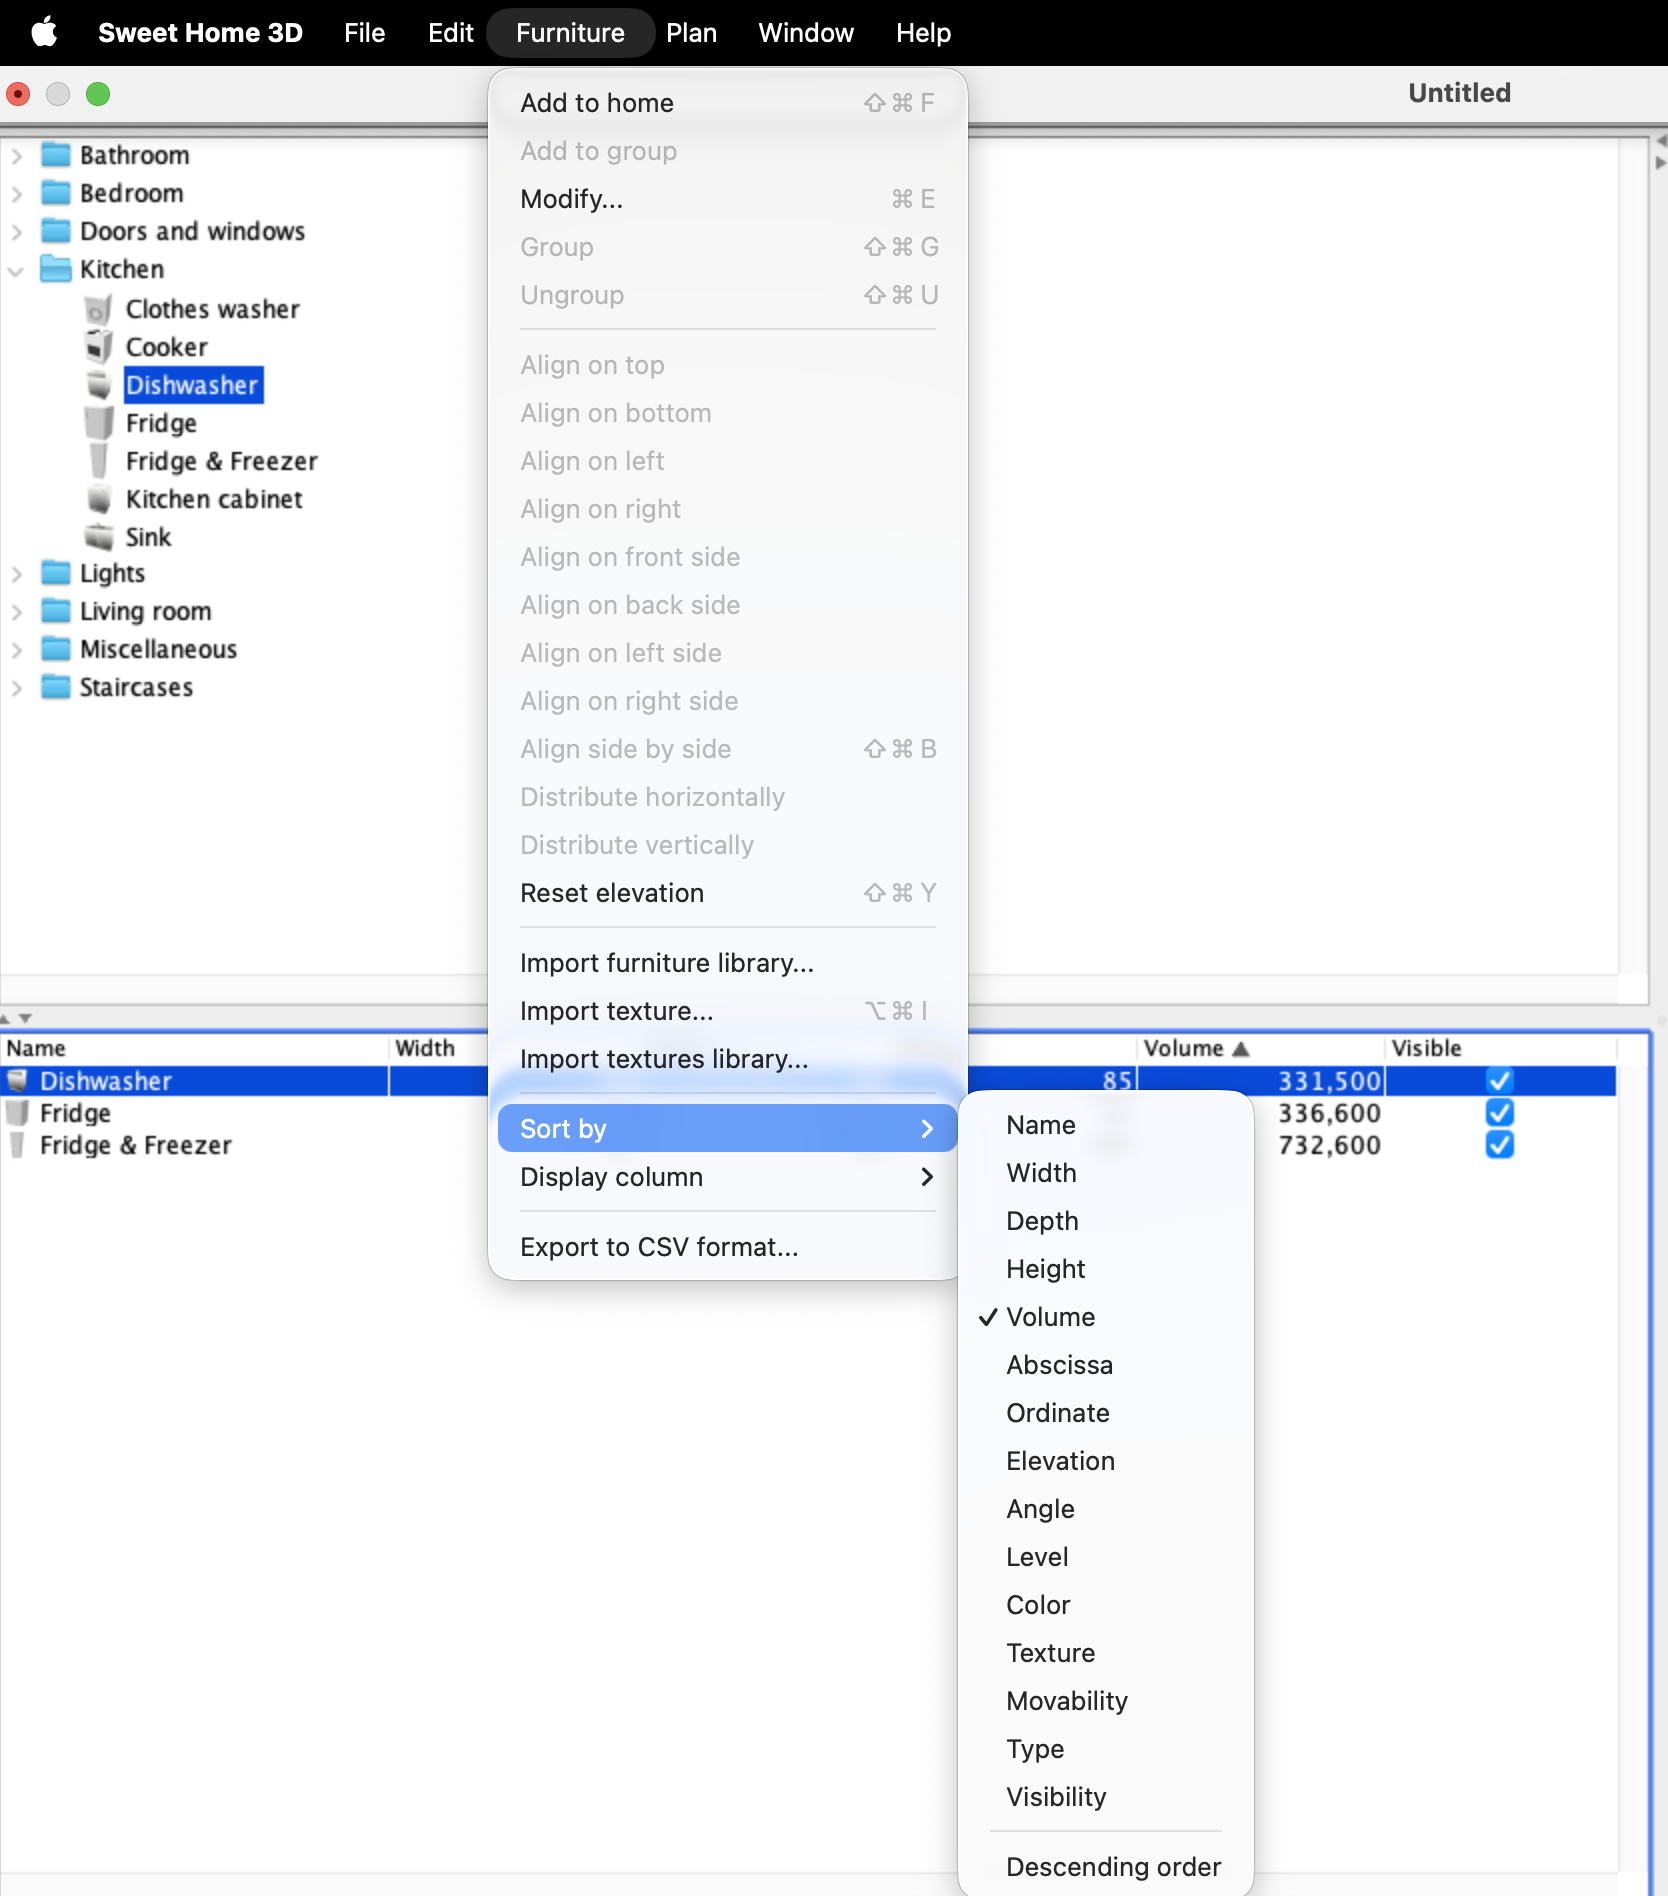 Sweet Home 3D File Edit Furniture Plan Window Help
Untitled
Bathroom
Bedroom
Doors and windows
Kitchen
Clothes washer
Cooker
Dishwasher
Fridge
Fridge & Freezer
Kitchen cabinet
Sink
Lights
Living room
Miscellaneous
Staircases
Add to home ⇧⌘F
Add to group
Modify... ⌘E
Group ⇧⌘G
Ungroup ⇧⌘U
Align on top
Align on bottom
Align on left
Align on right
Align on front side
Align on back side
Align on left side
Align on right side
Align side by side ⇧⌘B
Distribute horizontally
Distribute vertically
Reset elevation ⇧⌘Y
Import furniture library...
Import texture... ⌥⌘I
Import textures library...
Sort by
Display column
Export to CSV format...
Name Width Volume ▲ Visible
Dishwasher 85 331,500
Fridge 336,600
Fridge & Freezer 732,600
Name
Width
Depth
Height
✓ Volume
Abscissa
Ordinate
Elevation
Angle
Level
Color
Texture
Movability
Type
Visibility
Descending order